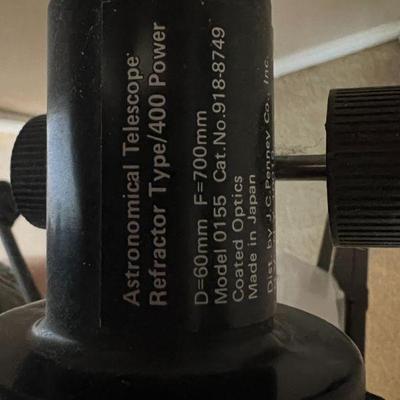 Astronomical Telescope
Refractor Type/400 Power
D=60mm F=700mm
Model 0155 Cat.No.918-8749
Coated Optics
Made in Japan
Dist. by J.C.Penney Co., Inc.